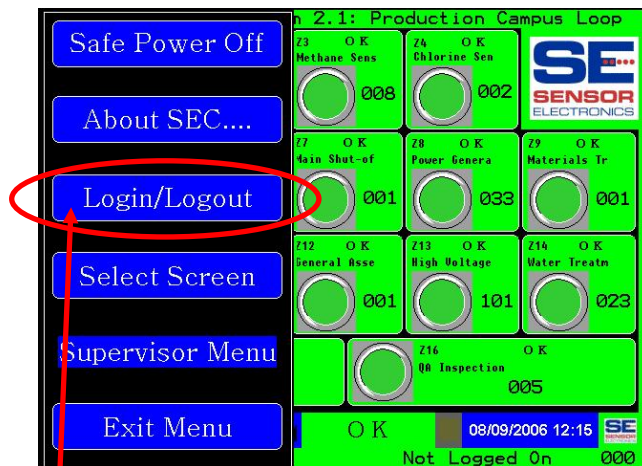 Safe Power Off
About SEC....
Login/Logout
Select Screen
Supervisor Menu
Exit Menu
n 2.1: Production Campus Loop
Z3 OK
Methane Sens
008
Z4 OK
Chlorine Sen
002
SE
SENSOR
ELECTRONICS
Z7 OK
Main Shut-of
001
Z8 OK
Power Genera
033
Z9 OK
Materials Tr
001
Z12 OK
General Asse
001
Z13 OK
High Voltage
101
Z14 OK
Water Treatm
023
Z16 OK
QA Inspection
005
OK
08/09/2006 12:15
SE
Not Logged On 000